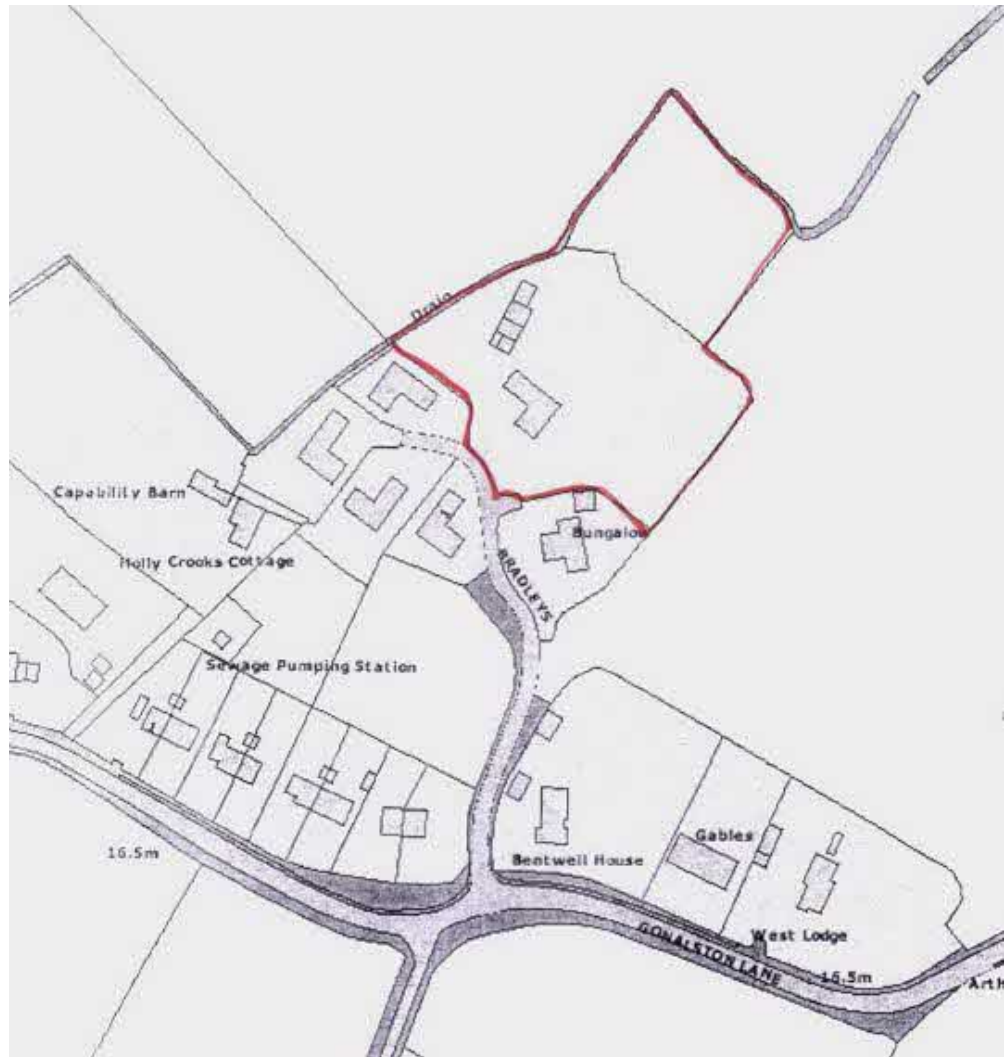 Drain
Capability Barn
Bungalow
Holly Crooks Cottage
BRADLEYS
Sewage Pumping Station
16.5m
Bentwell House
Gables
West Lodge
GONALSTON LANE
16.5m
Arth